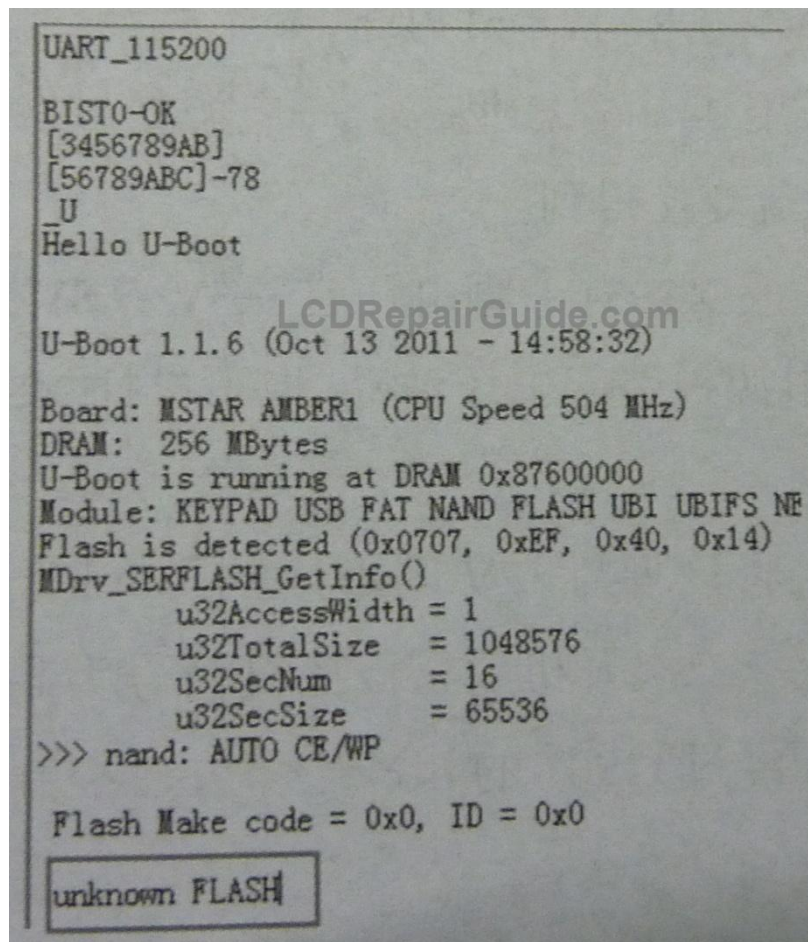 UART_115200
BIST0-OK
[3456789AB]
[56789ABC]-78
_U
Hello U-Boot
LCDRepairGuide.com
U-Boot 1.1.6 (Oct 13 2011 - 14:58:32)
Board: MSTAR AMBER1 (CPU Speed 504 MHz)
DRAM:  256 MBytes
U-Boot is running at DRAM 0x87600000
Module: KEYPAD USB FAT NAND FLASH UBI UBIFS NE
Flash is detected (0x0707, 0xEF, 0x40, 0x14)
MDrv_SERFLASH_GetInfo()
u32AccessWidth = 1
u32TotalSize   = 1048576
u32SecNum      = 16
u32SecSize     = 65536
>>> nand: AUTO CE/WP
Flash Make code = 0x0, ID = 0x0
unknown FLASH